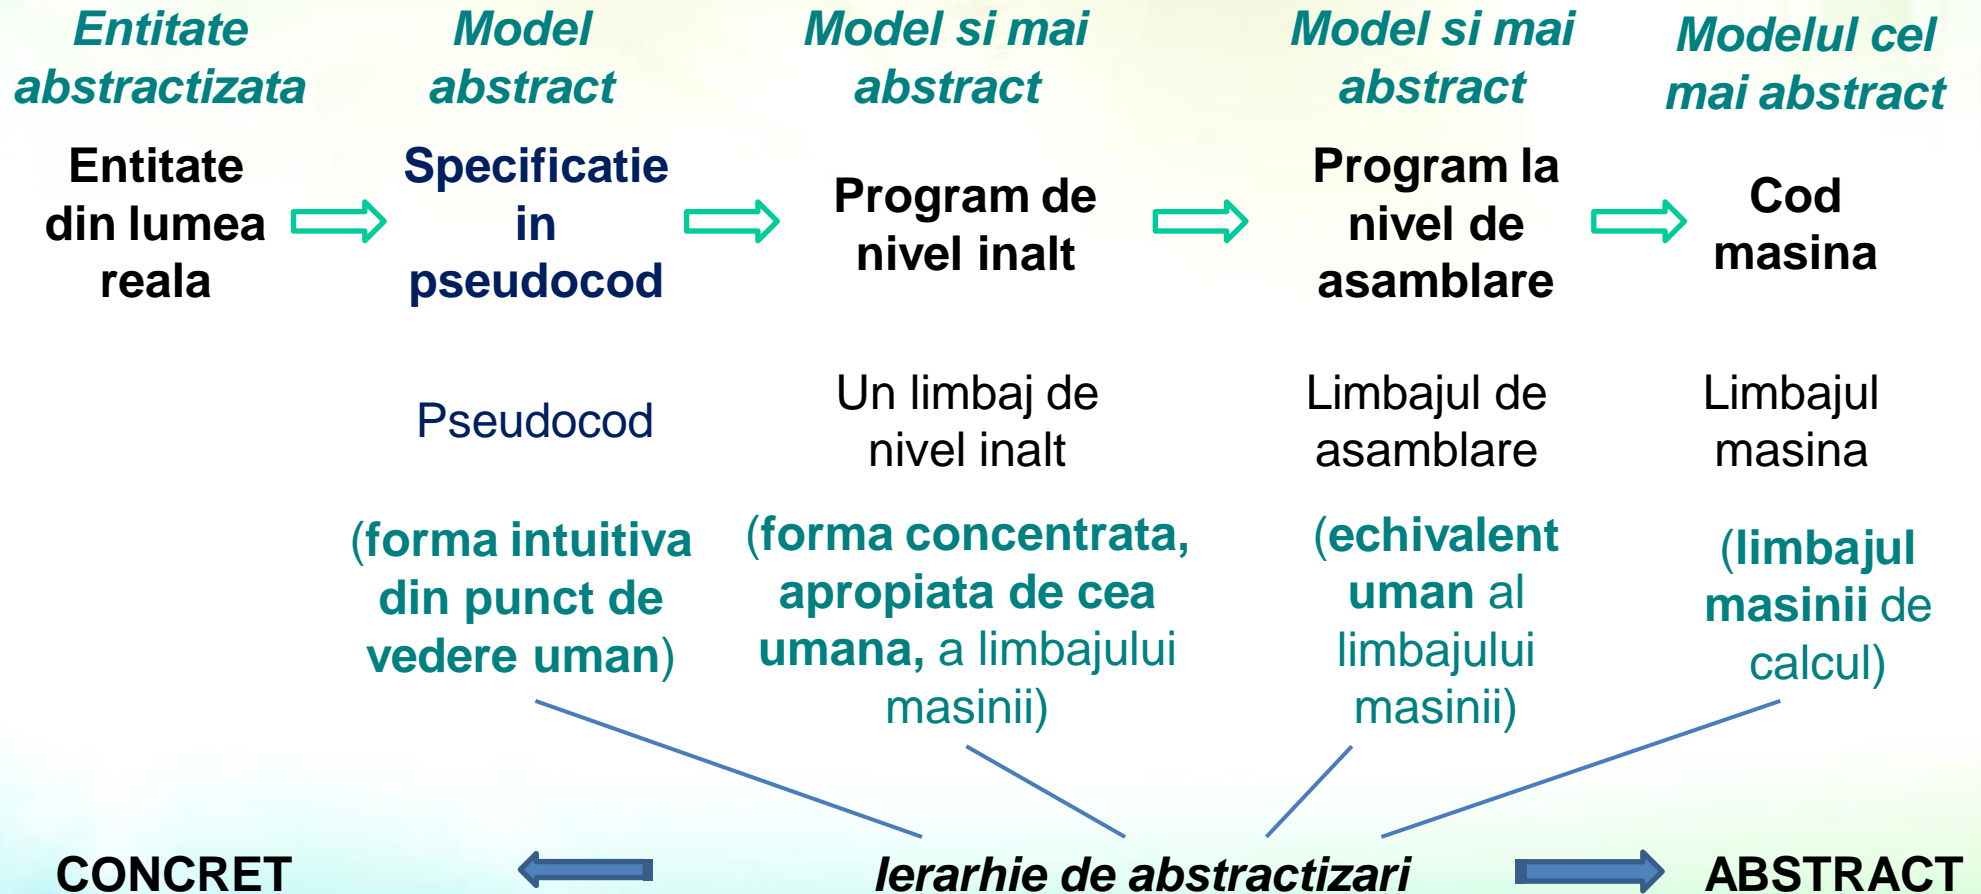 Entitate
abstractizata
Model
abstract
Model si mai
abstract
Model si mai
abstract
Modelul cel
mai abstract
Entitate
din lumea
reala
Specificatie
in
pseudocod
Program de
nivel inalt
Program la
nivel de
asamblare
Cod
masina
Pseudocod
Un limbaj de
nivel inalt
Limbajul de
asamblare
Limbajul
masina
(forma intuitiva
din punct de
vedere uman)
(forma concentrata,
apropiata de cea
umana, a limbajului
masinii)
(echivalent
uman al
limbajului
masinii)
(limbajul
masinii de
calcul)
CONCRET
Ierarhie de abstractizari
ABSTRACT